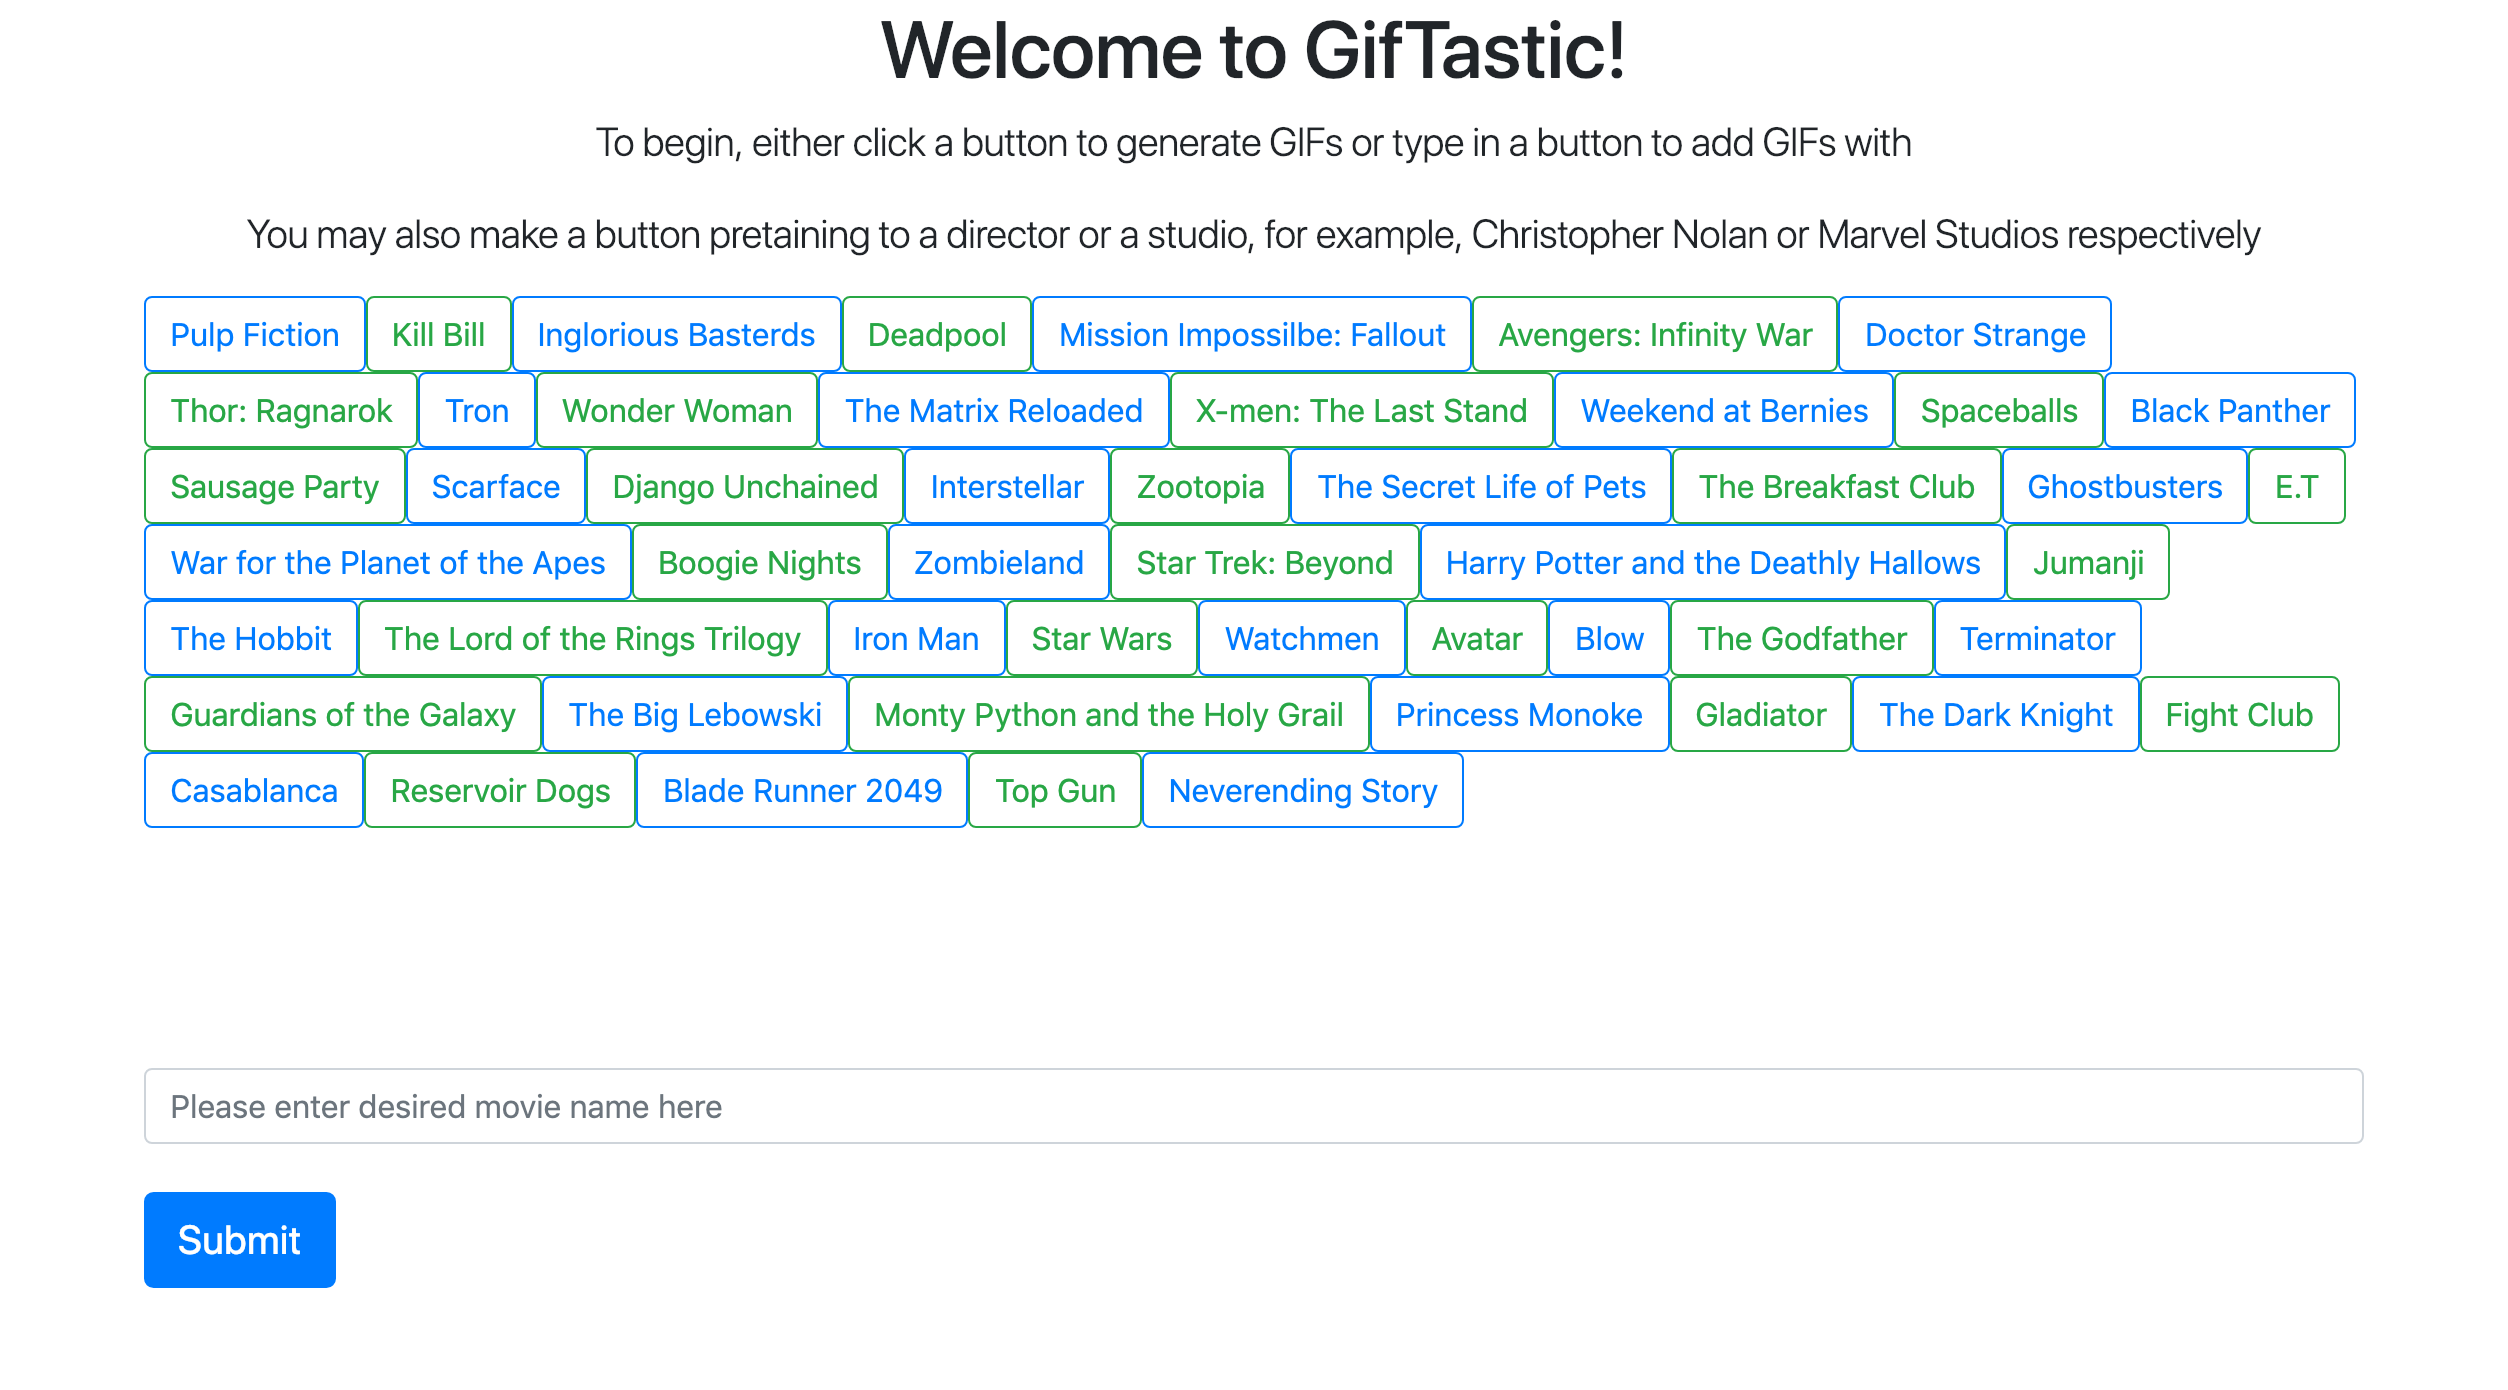 Welcome to GifTastic!
To begin, either click a button to generate GIFs or type in a button to add GIFs with
You may also make a button pretaining to a director or a studio, for example, Christopher Nolan or Marvel Studios respectively
Pulp Fiction Kill Bill Inglorious Basterds Deadpool Mission Impossilbe: Fallout Avengers: Infinity War Doctor Strange
Thor: Ragnarok Tron Wonder Woman The Matrix Reloaded X-men: The Last Stand Weekend at Bernies Spaceballs Black Panther
Sausage Party Scarface Django Unchained Interstellar Zootopia The Secret Life of Pets The Breakfast Club Ghostbusters E.T
War for the Planet of the Apes Boogie Nights Zombieland Star Trek: Beyond Harry Potter and the Deathly Hallows Jumanji
The Hobbit The Lord of the Rings Trilogy Iron Man Star Wars Watchmen Avatar Blow The Godfather Terminator
Guardians of the Galaxy The Big Lebowski Monty Python and the Holy Grail Princess Monoke Gladiator The Dark Knight Fight Club
Casablanca Reservoir Dogs Blade Runner 2049 Top Gun Neverending Story
Please enter desired movie name here
Submit